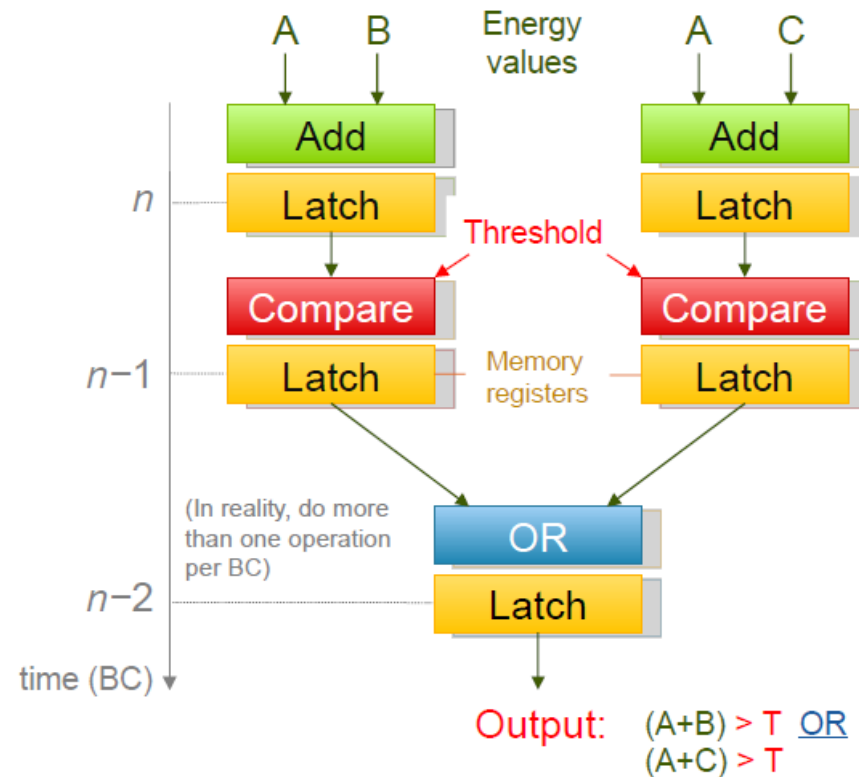 A B Energy values A C
Add Add
n Latch Latch
Threshold
Compare Compare
n−1 Latch Memory registers Latch
(In reality, do more
than one operation
per BC)
OR
n−2 Latch
time (BC)
Output: (A+B) > T OR
(A+C) > T